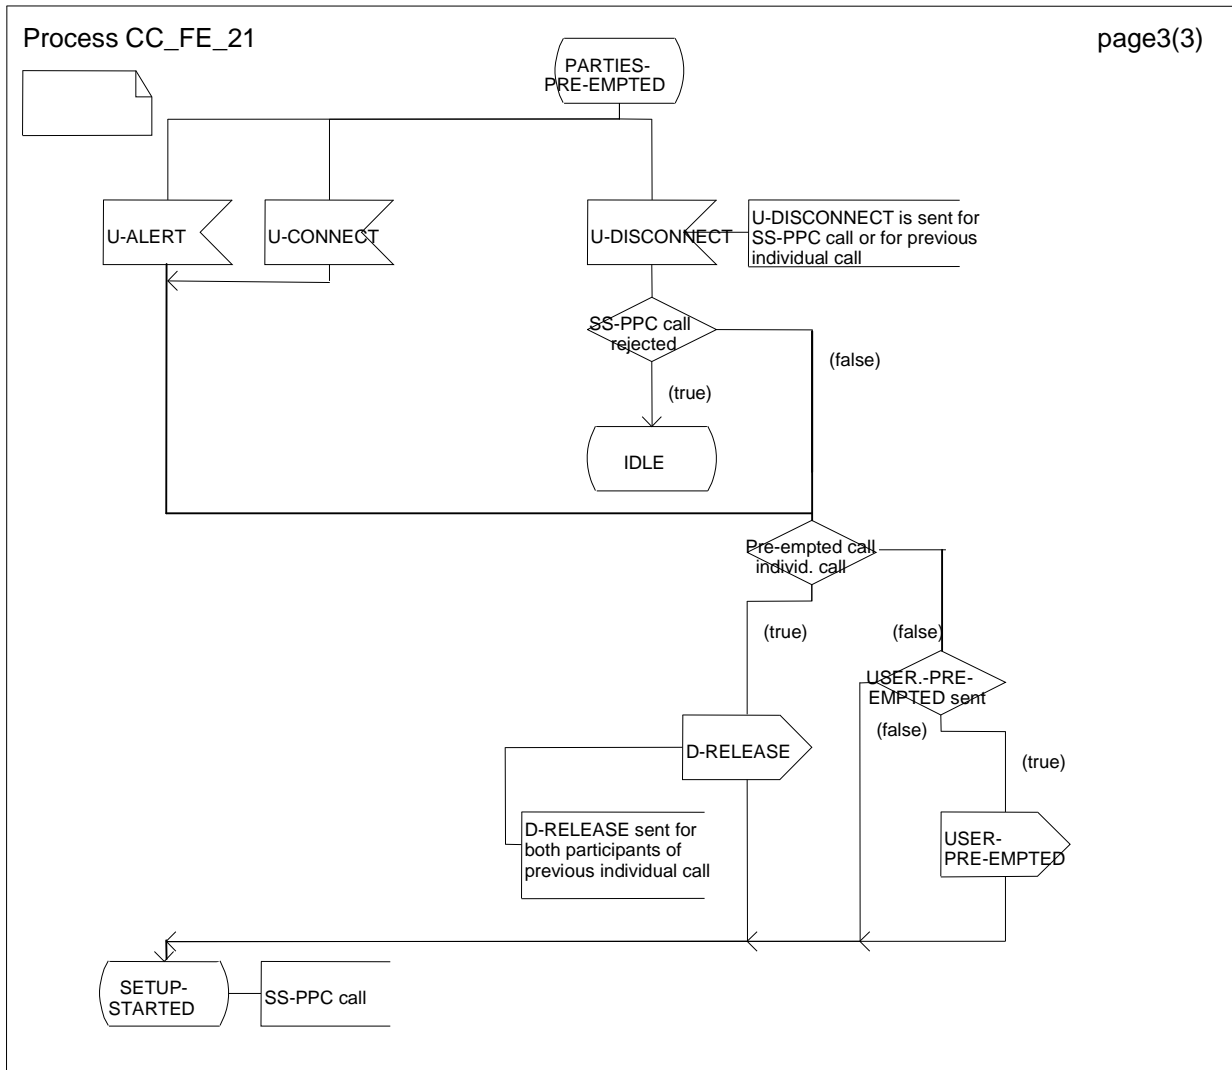 Process CC_FE_21
page3(3)
PARTIES-
PRE-EMPTED
U-ALERT
U-CONNECT
U-DISCONNECT
U-DISCONNECT is sent for
SS-PPC call or for previous
individual call
SS-PPC call
rejected
(false)
(true)
IDLE
Pre-empted call
individ. call
(true)
(false)
USER.-PRE-
EMPTED sent
(false)
(true)
D-RELEASE
D-RELEASE sent for
both participants of
previous individual call
USER-
PRE-EMPTED
SETUP-
STARTED
SS-PPC call